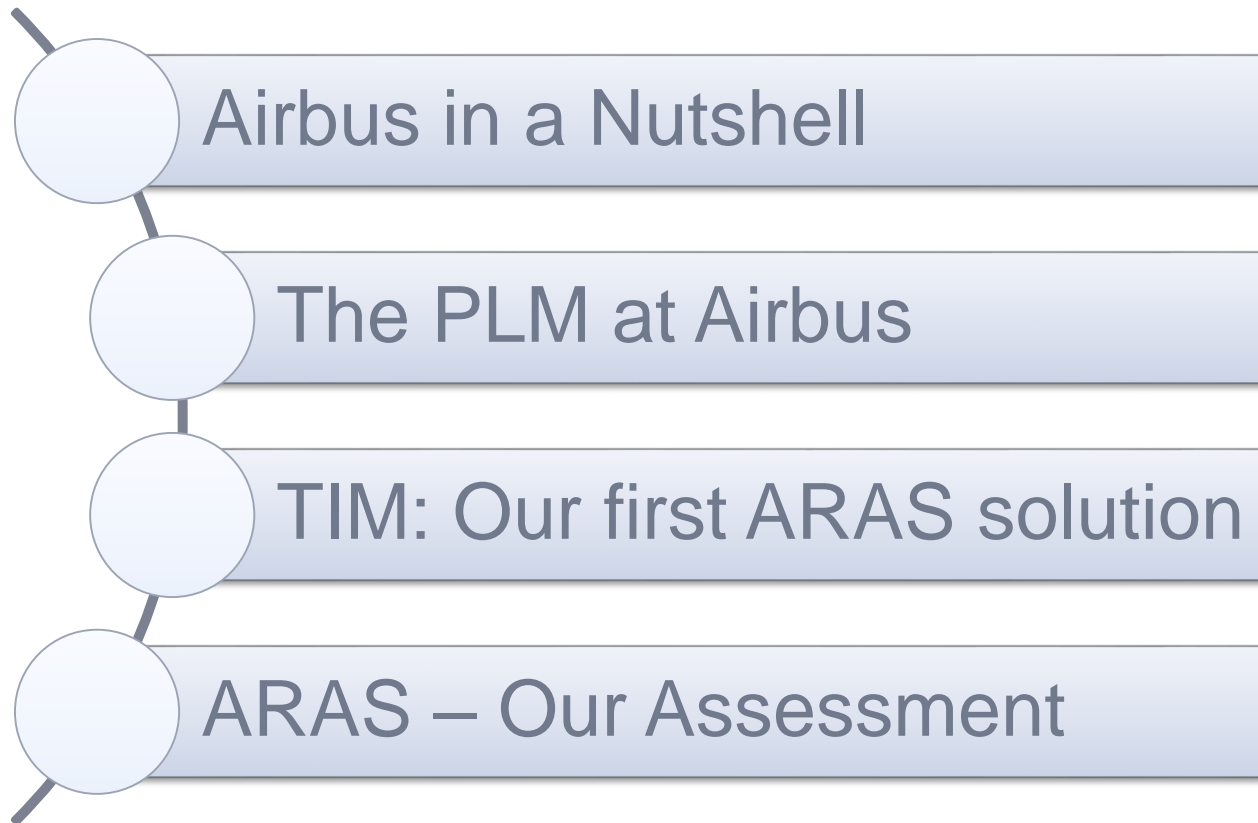 Airbus in a Nutshell
The PLM at Airbus
TIM: Our first ARAS solution
ARAS – Our Assessment